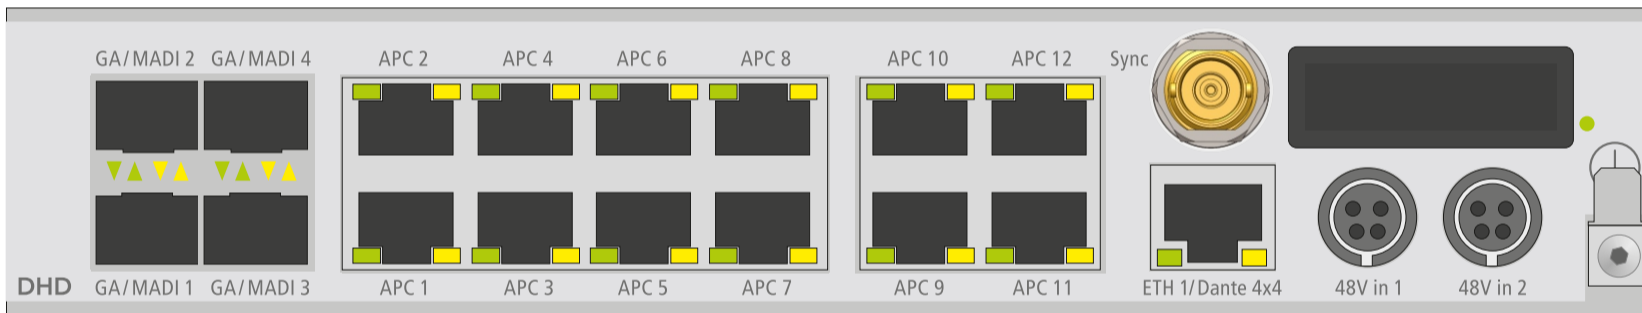 GA/MADI 2 GA/MADI 4 APC 2 APC 4 APC 6 APC 8 APC 10 APC 12 Sync
DHD GA/MADI 1 GA/MADI 3 APC 1 APC 3 APC 5 APC 7 APC 9 APC 11 ETH 1/Dante 4x4 48V in 1 48V in 2